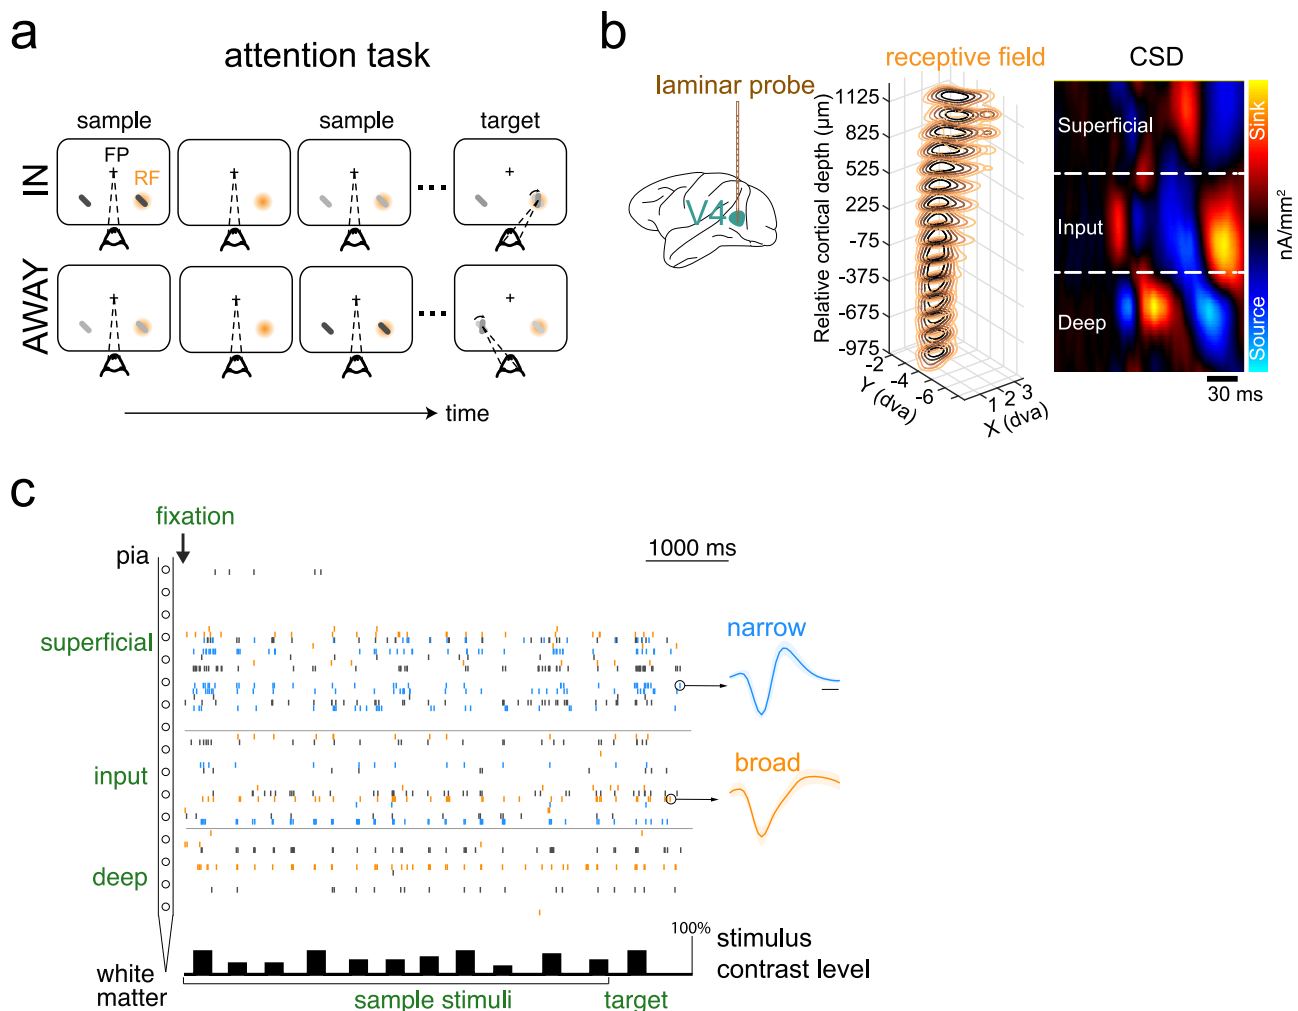 a
attention task
sample
sample
target
IN
FP
RF
AWAY
time
b
laminar probe
V4
receptive field
Relative cortical depth (µm)
1125
825
525
225
-75
-375
-675
-975
-2
-4
-6
Y (dva)
1
2
3
X (dva)
CSD
Superficial
Input
Deep
Sink
Source
nA/mm²
30 ms
c
fixation
pia
1000 ms
superficial
narrow
input
broad
deep
100%
stimulus
contrast level
white
matter
sample stimuli
target